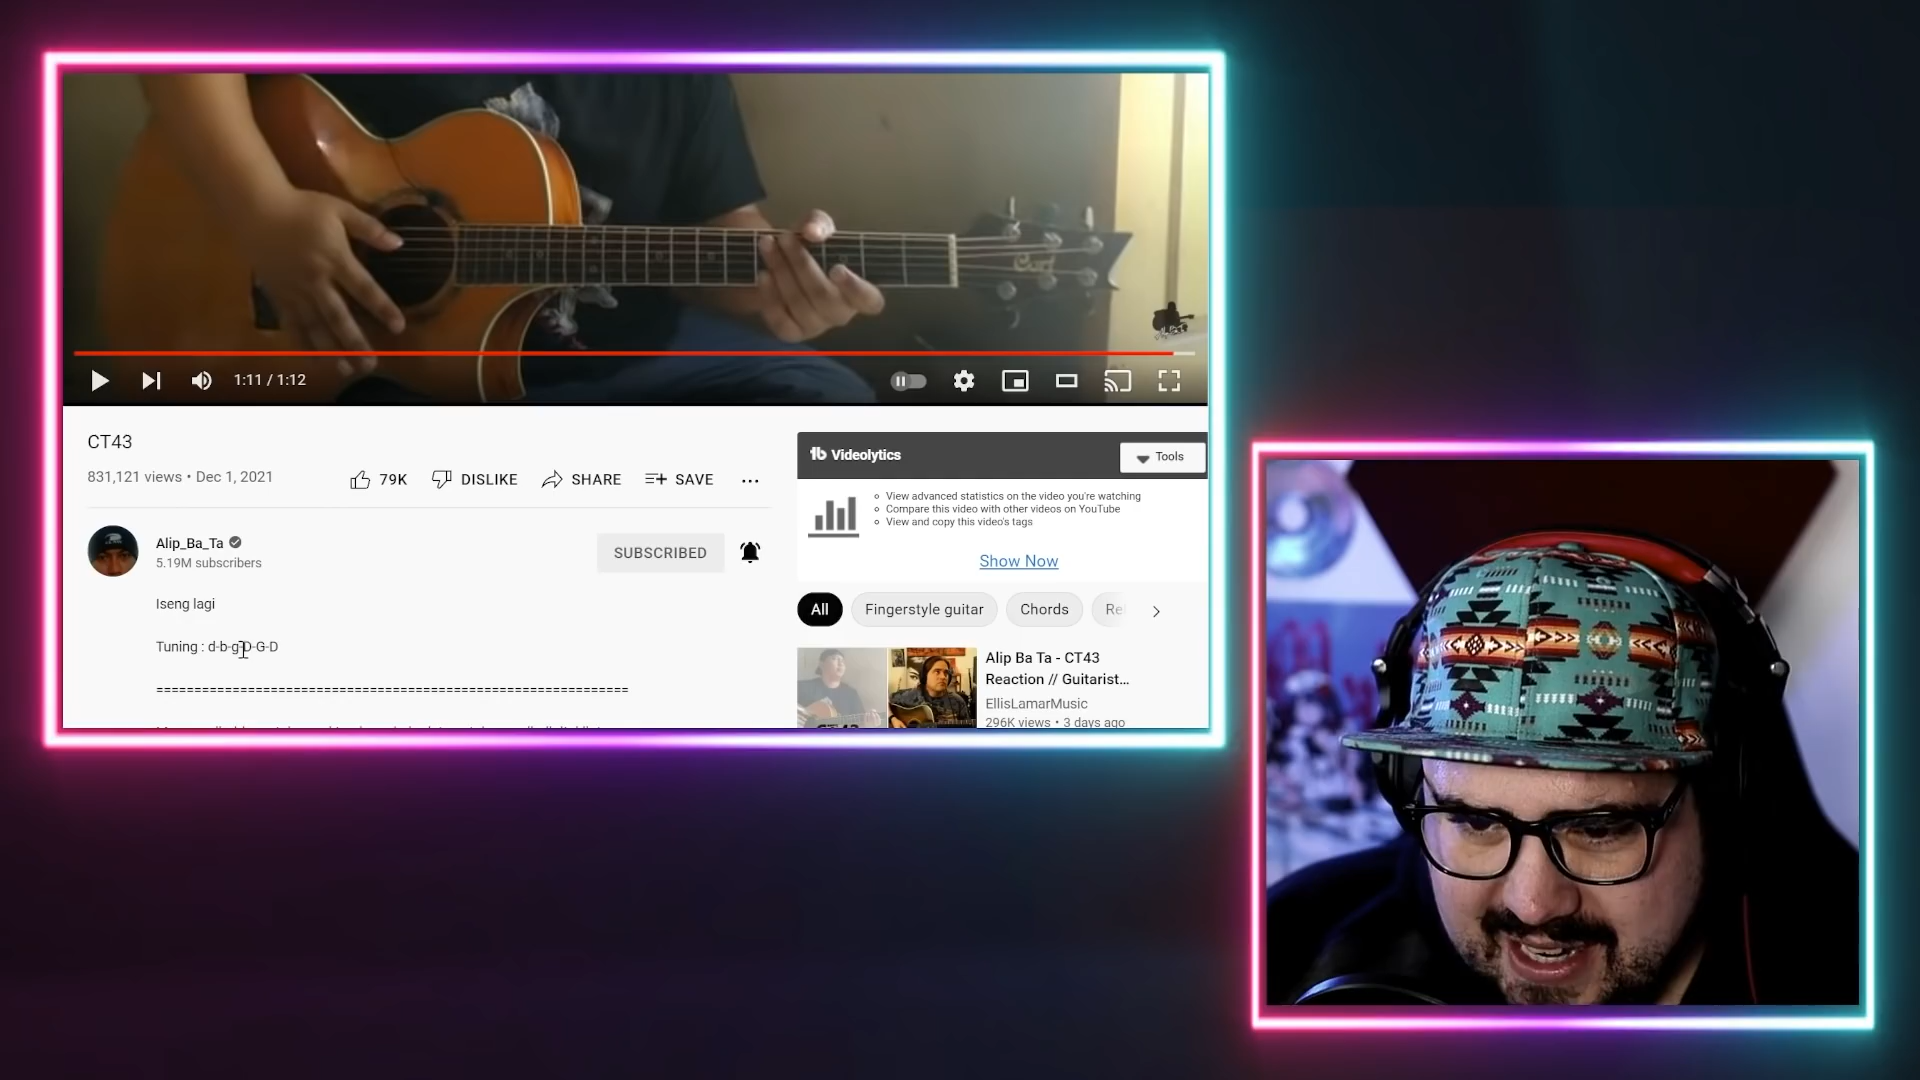 Cort
1:11 / 1:12
CT43
831,121 views • Dec 1, 2021
79K
DISLIKE
SHARE
SAVE
Alip_Ba_Ta
5.19M subscribers
SUBSCRIBED
Iseng lagi
Tuning : d-b-g-D-G-D
=============================================================
Videolytics
Tools
View advanced statistics on the video you're watching
Compare this video with other videos on YouTube
View and copy this video's tags
Show Now
All
Fingerstyle guitar
Chords
Alip Ba Ta - CT43
Reaction // Guitarist...
EllisLamarMusic
296K views • 3 days ago